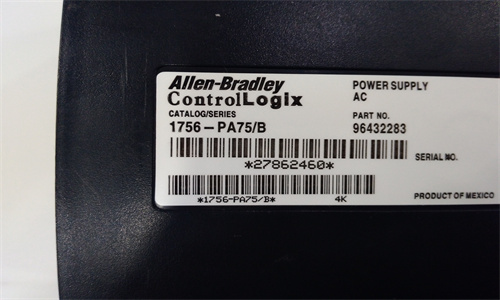 Allen-Bradley
ControlLogix
CATALOG/SERIES
1756-PA75/B
POWER SUPPLY
AC
PART NO.
96432283
*27862460*
SERIAL NO.
*1756-PA75/B* 4K
PRODUCT OF MEXICO